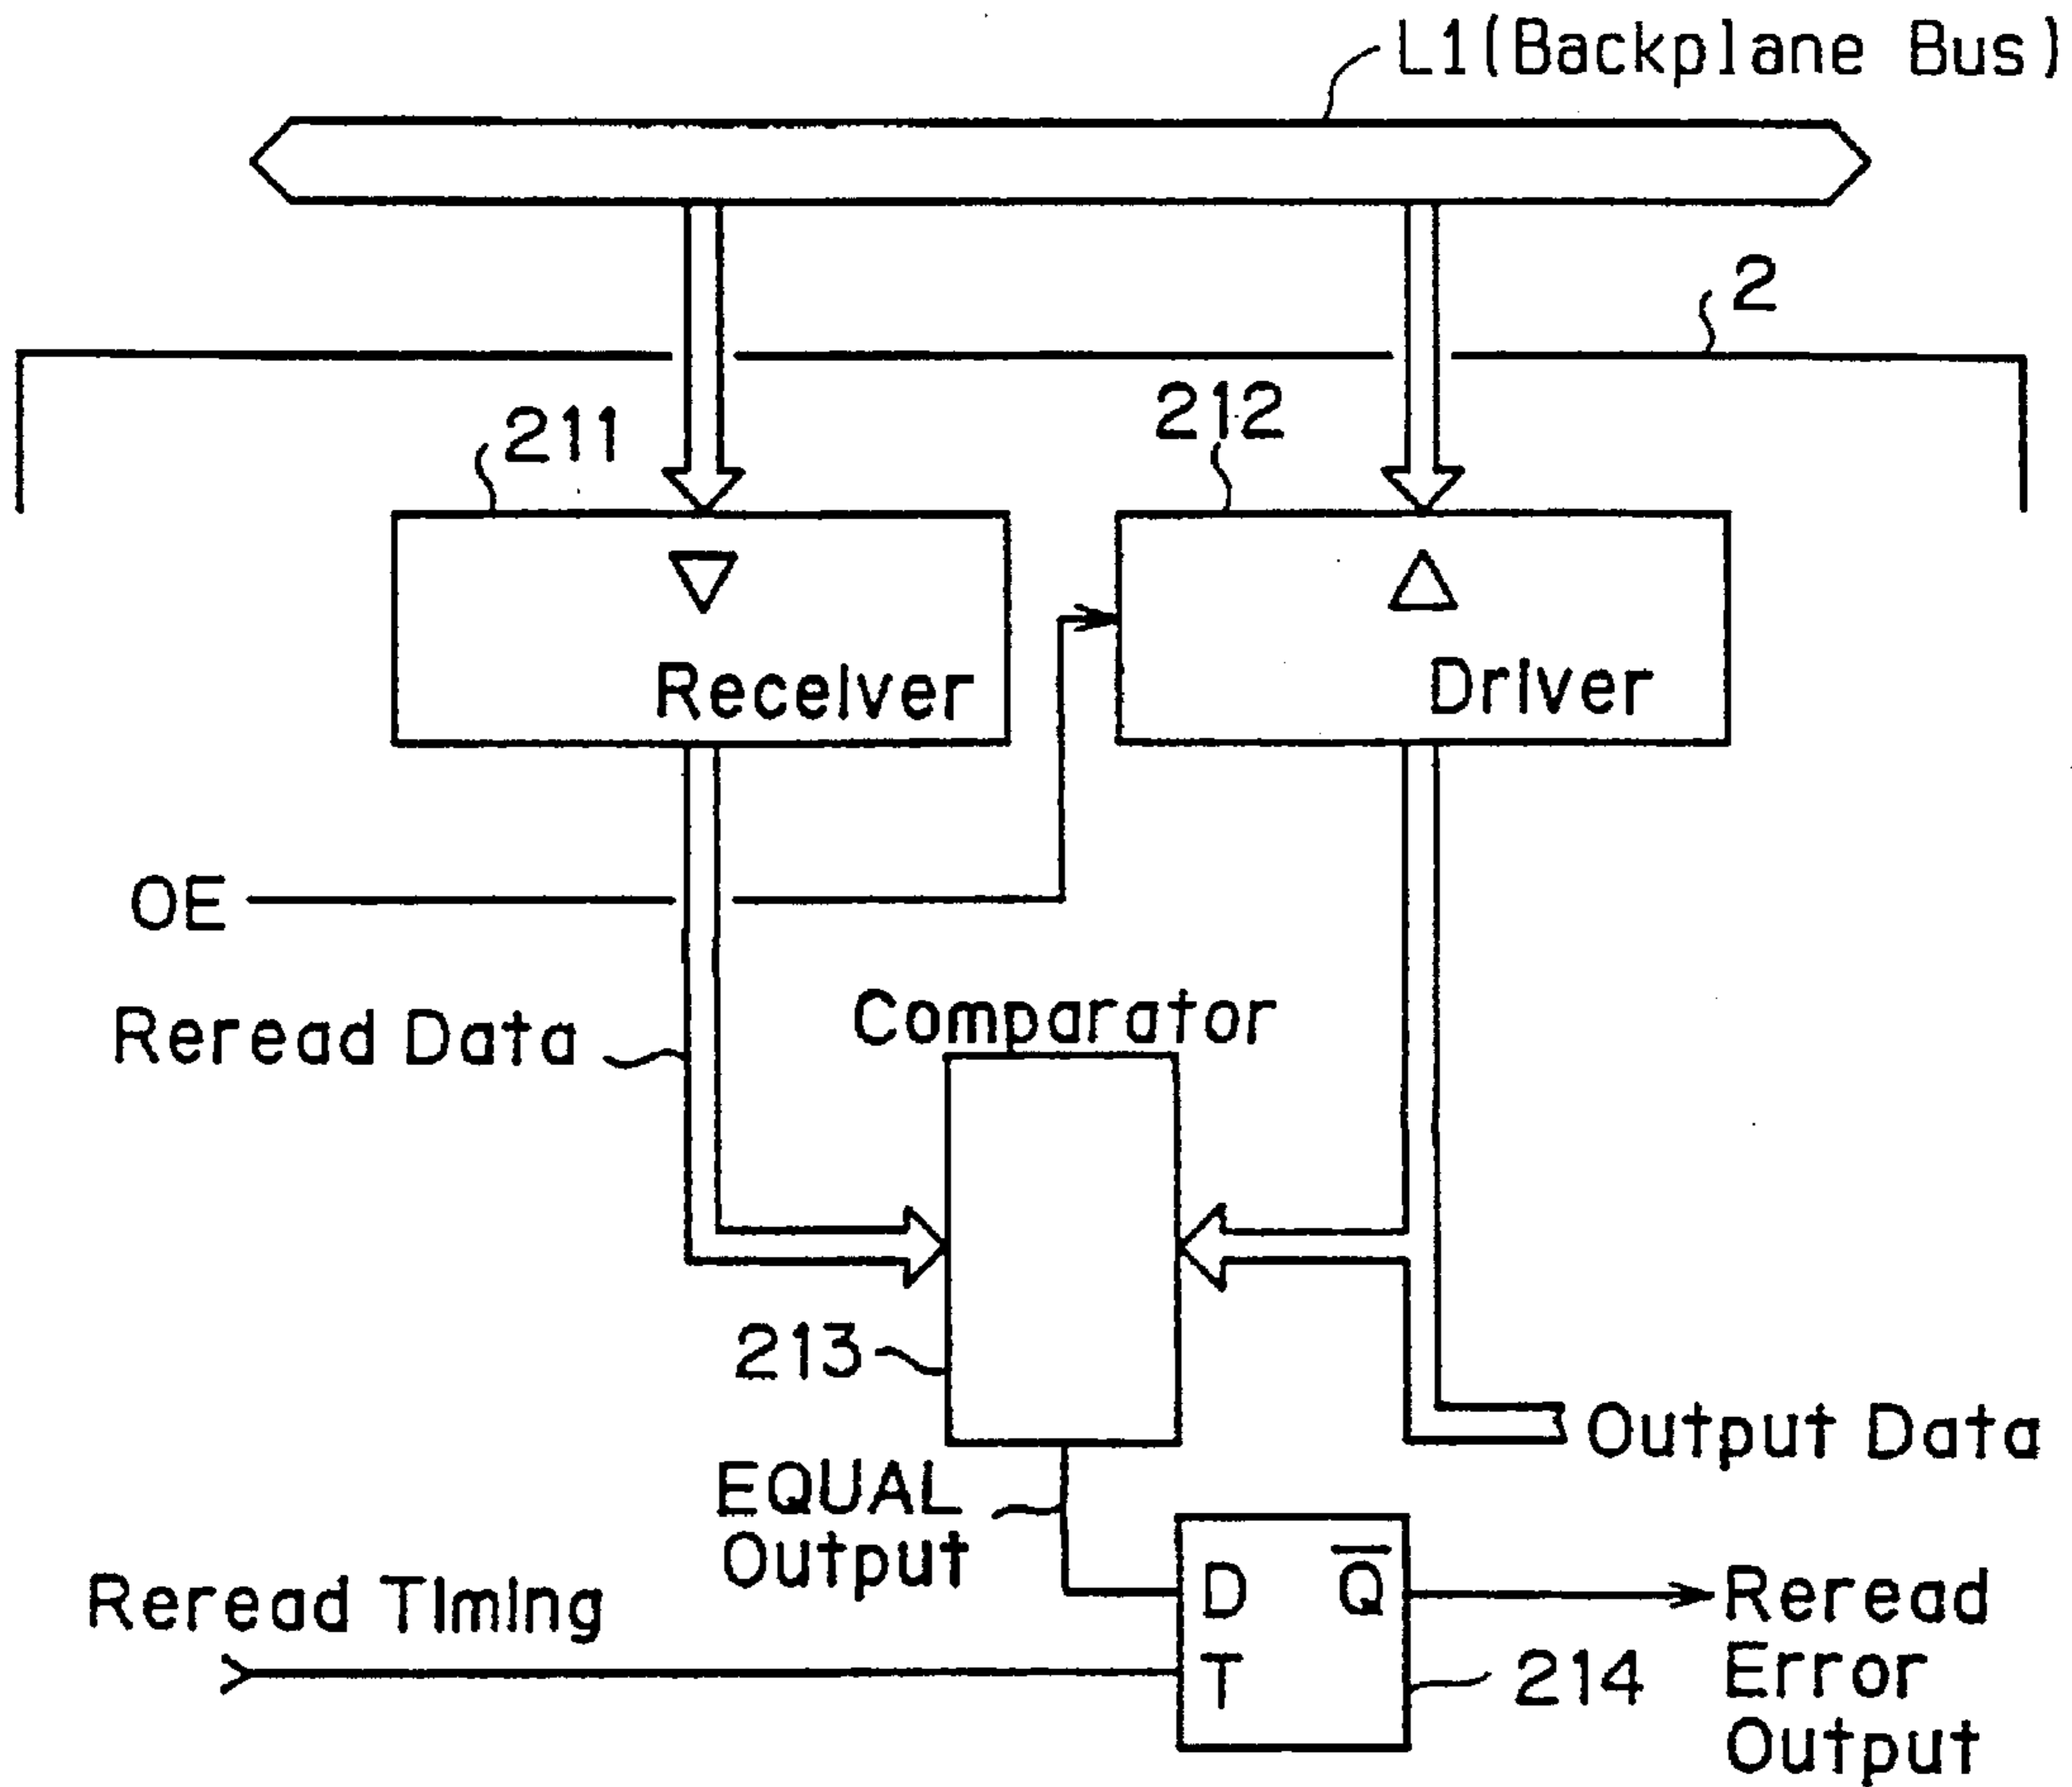 L1(Backplane Bus)
2
211
212
Receiver
Driver
OE
Comparator
Reread Data
213
Output Data
EQUAL
Output
D Q̅
Reread Timing
T
214
Reread
Error
Output